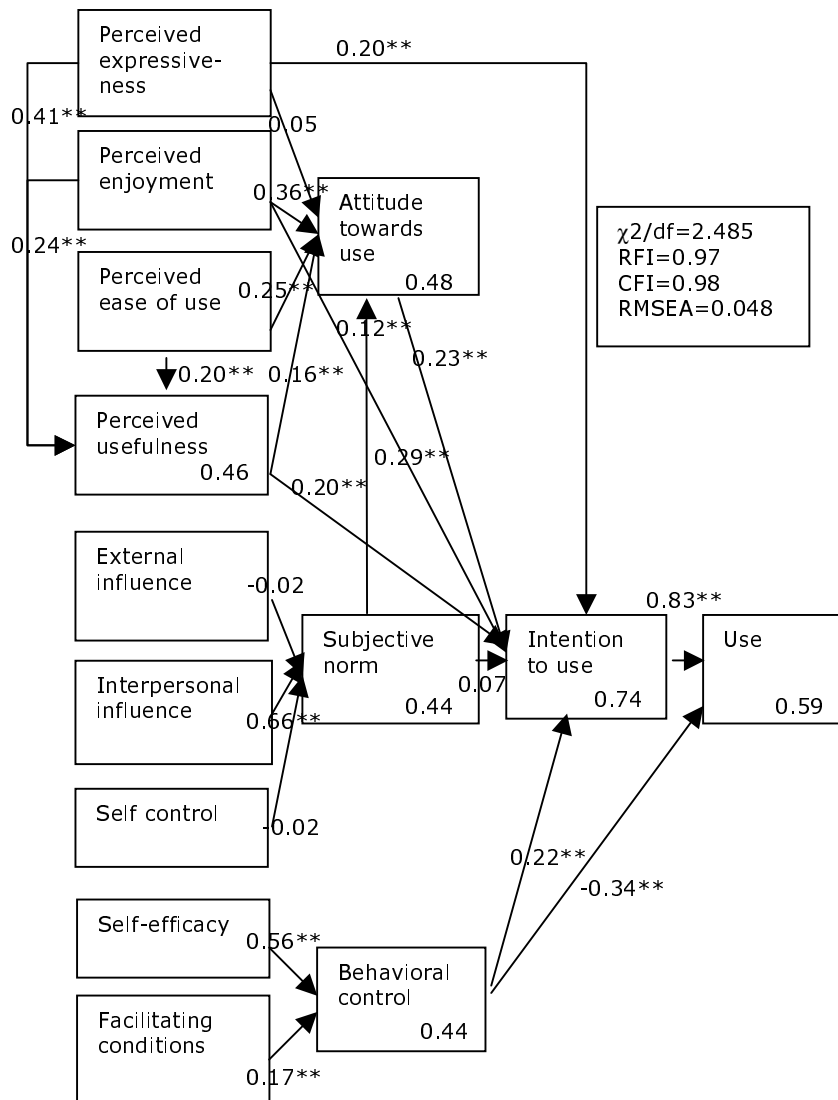 Perceived
expressive-
ness
0.20**
0.41**
0.05
Perceived
enjoyment
0.36**
Attitude
towards
use
0.48
χ2/df=2.485
RFI=0.97
CFI=0.98
RMSEA=0.048
0.24**
Perceived
ease of use
0.25**
0.12**
0.23**
0.20**
0.16**
Perceived
usefulness
0.46
0.29**
0.20**
External
influence
-0.02
Subjective
norm
0.44
0.07
Intention
to use
0.74
0.83**
Use
0.59
Interpersonal
influence
0.66**
Self control
-0.02
0.22**
-0.34**
Self-efficacy
0.56**
Behavioral
control
0.44
Facilitating
conditions
0.17**